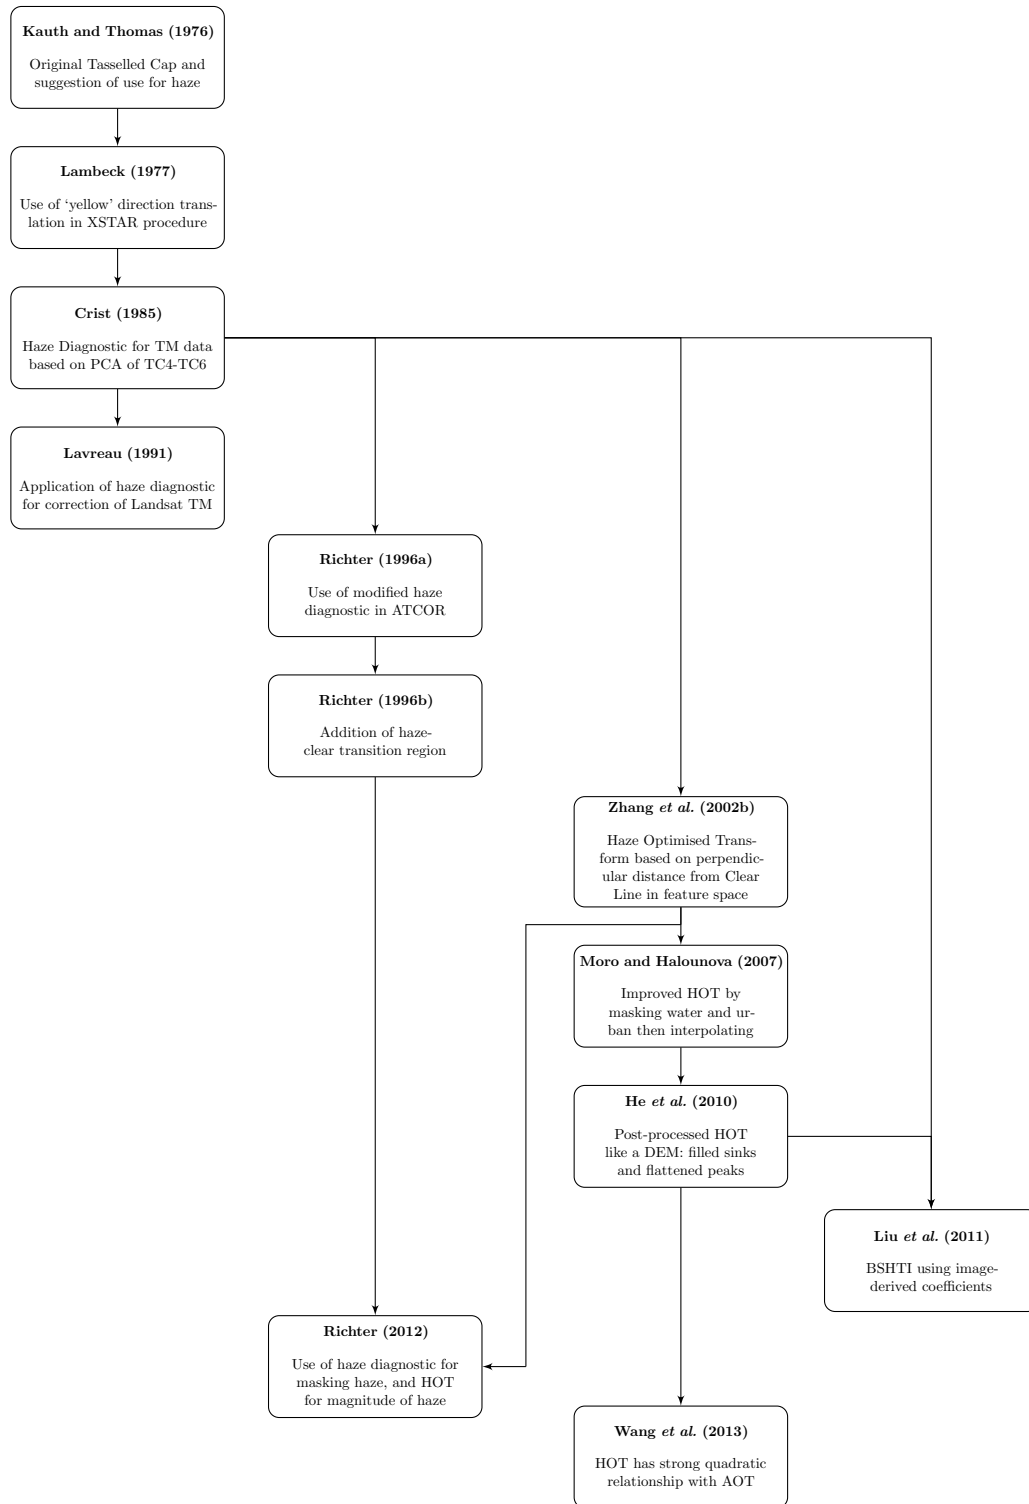 Kauth and Thomas (1976)
Original Tasselled Cap and
suggestion of use for haze
Lambeck (1977)
Use of ‘yellow’ direction trans-
lation in XSTAR procedure
Crist (1985)
Haze Diagnostic for TM data
based on PCA of TC4-TC6
Lavreau (1991)
Application of haze diagnostic
for correction of Landsat TM
Richter (1996a)
Use of modified haze
diagnostic in ATCOR
Richter (1996b)
Addition of haze-
clear transition region
Zhang et al. (2002b)
Haze Optimised Trans-
form based on perpendic-
ular distance from Clear
Line in feature space
Moro and Halounova (2007)
Improved HOT by
masking water and ur-
ban then interpolating
He et al. (2010)
Post-processed HOT
like a DEM: filled sinks
and flattened peaks
Liu et al. (2011)
BSHTI using image-
derived coefficients
Richter (2012)
Use of haze diagnostic for
masking haze, and HOT
for magnitude of haze
Wang et al. (2013)
HOT has strong quadratic
relationship with AOT